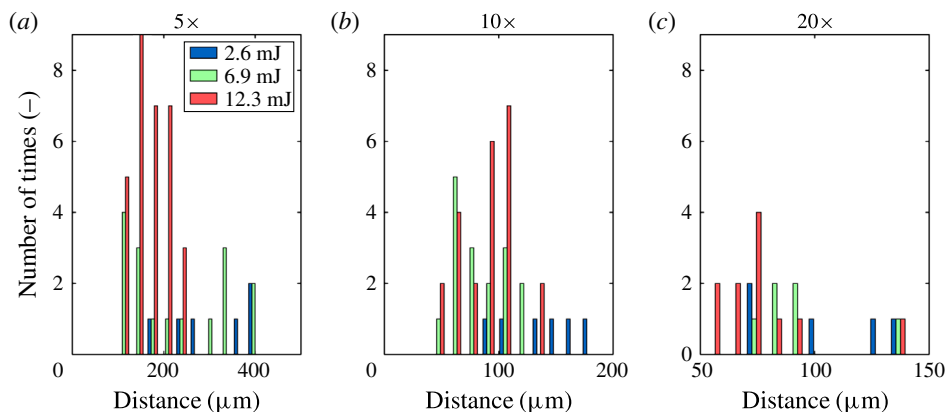 (a) 5× (b) 10× (c) 20×
2.6 mJ
6.9 mJ
12.3 mJ
Number of times (–)
8 8 8
6 6 6
4 4 4
2 2 2
0 200 400 0 100 200 0 50 100 150
Distance (μm) Distance (μm) Distance (μm)